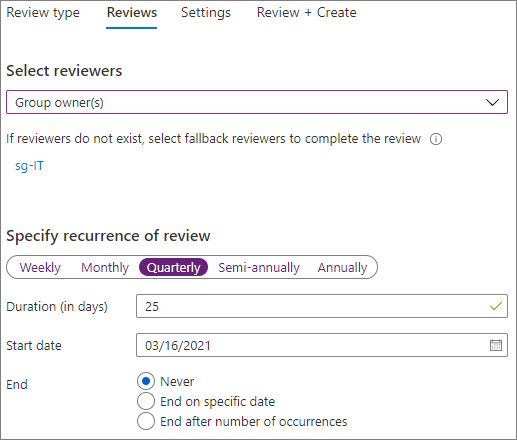 Review type Reviews Settings Review + Create
Select reviewers
Group owner(s)
If reviewers do not exist, select fallback reviewers to complete the review
sg-IT
Specify recurrence of review
Weekly Monthly Quarterly Semi-annually Annually
Duration (in days) 25
Start date 03/16/2021
End Never
End on specific date
End after number of occurrences